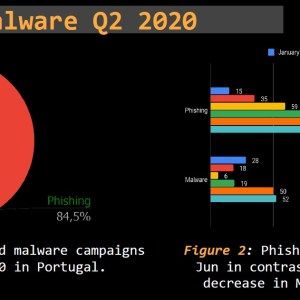 alware Q2 2020
January
Phishing
15
35
59
Malware
28
18
6
19
50
52
Phishing
84,5%
d malware campaigns
0 in Portugal.
Figure 2: Phish
Jun in contras
decrease in M